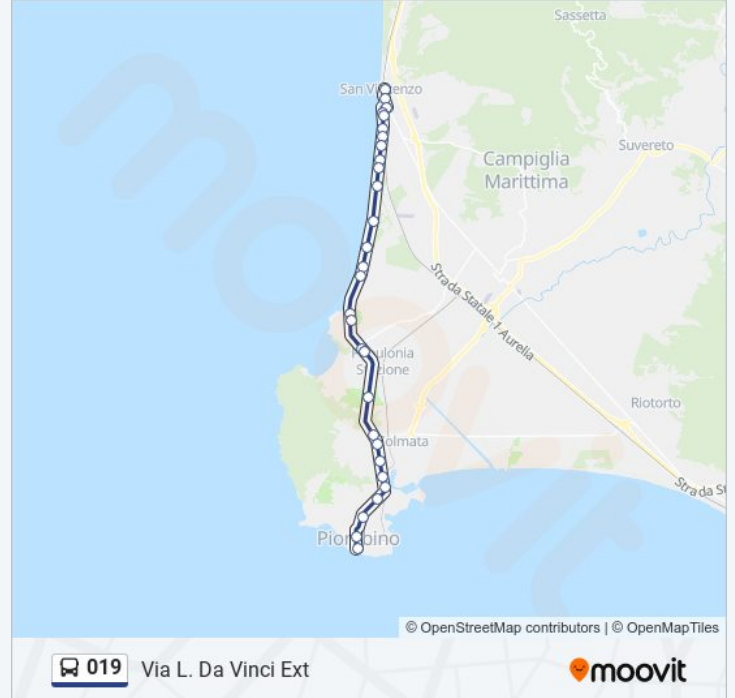 Sassetta
San Vincenzo
Suvereto
Campiglia
Marittima
Strada Statale 1 Aurelia
Populonia
Stazione
Riotorto
Colmata
Strada St
Piombino
© OpenStreetMap contributors | © OpenMapTiles
019 Via L. Da Vinci Ext
moovit